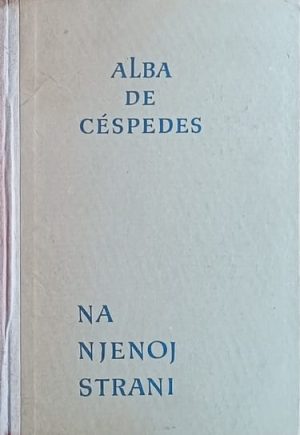 ALBA
DE
CÉSPEDES
NA
NJENOJ
STRANI